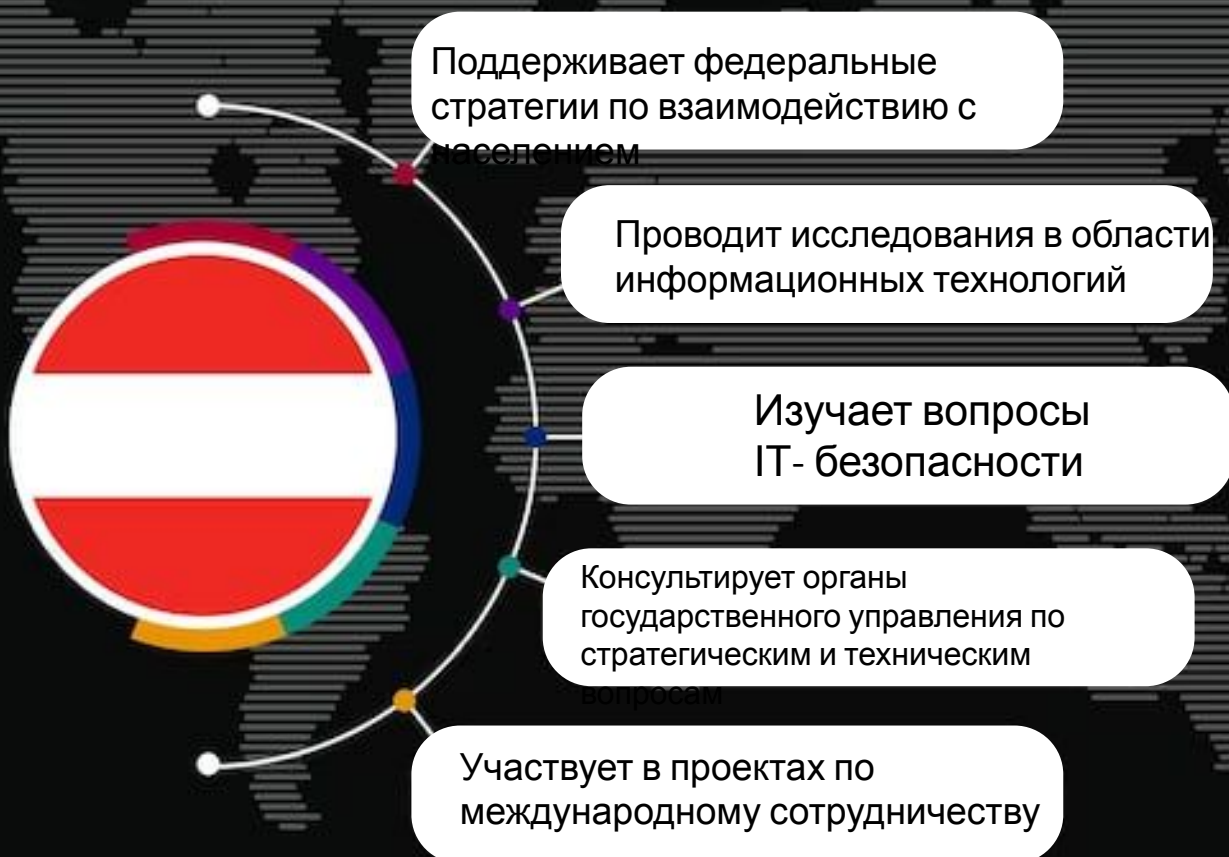 Поддерживает федеральные
стратегии по взаимодействию с
населением
Проводит исследования в области
информационных технологий
Изучает вопросы
IT- безопасности
Консультирует органы
государственного управления по
стратегическим и техническим
вопросам
Участвует в проектах по
международному сотрудничеству